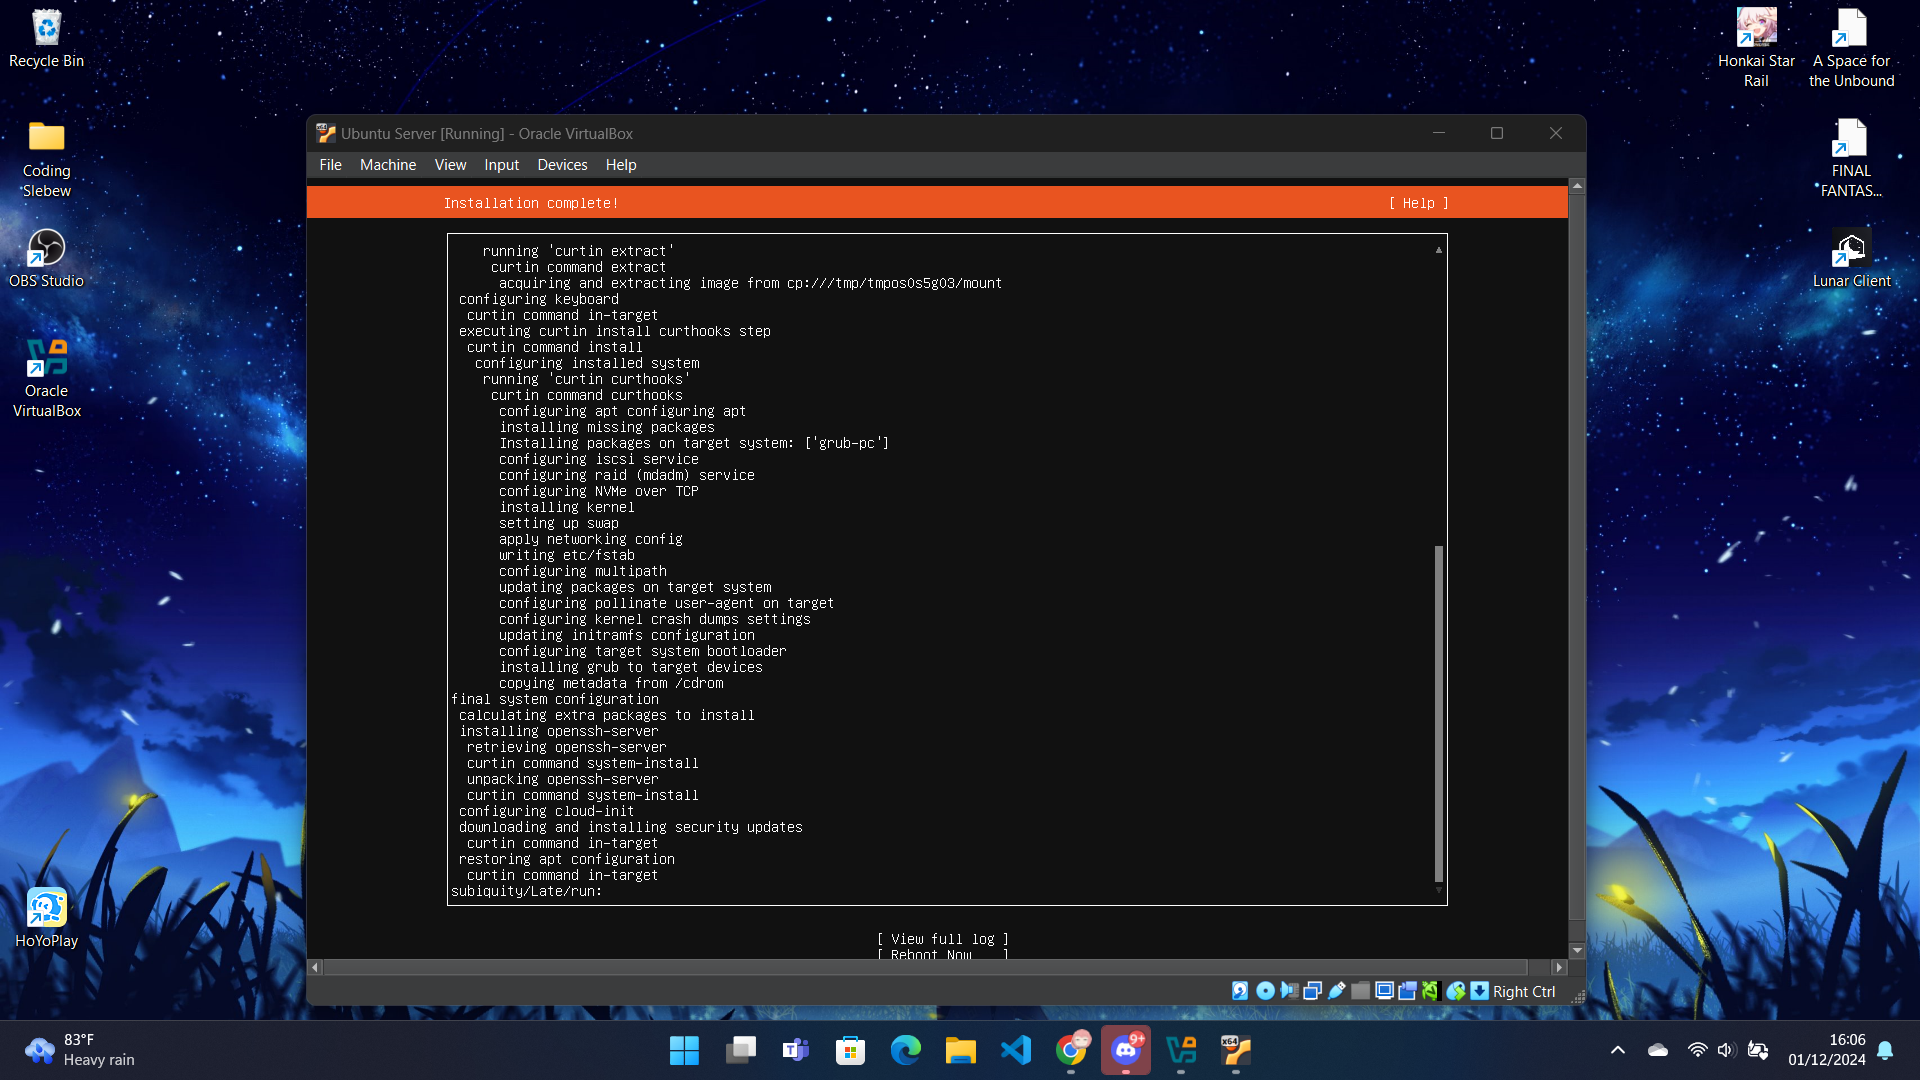 Recycle Bin
Coding
Slebew
OBS Studio
Oracle
VirtualBox
HoYoPlay
Honkai Star
Rail
A Space for
the Unbound
FINAL
FANTAS...
Lunar Client
Ubuntu Server [Running] - Oracle VirtualBox
File Machine View Input Devices Help
Installation complete! [ Help ]
running 'curtin extract'
curtin command extract
acquiring and extracting image from cp:///tmp/tmpos0s5g03/mount
configuring keyboard
curtin command in-target
executing curtin install curthooks step
curtin command install
configuring installed system
running 'curtin curthooks'
curtin command curthooks
configuring apt configuring apt
installing missing packages
Installing packages on target system: ['grub-pc']
configuring iscsi service
configuring raid (mdadm) service
configuring NVMe over TCP
installing kernel
setting up swap
apply networking config
writing etc/fstab
configuring multipath
updating packages on target system
configuring pollinate user-agent on target
configuring kernel crash dumps settings
updating initramfs configuration
configuring target system bootloader
installing grub to target devices
copying metadata from /cdrom
final system configuration
calculating extra packages to install
installing openssh-server
retrieving openssh-server
curtin command system-install
unpacking openssh-server
curtin command system-install
configuring cloud-init
downloading and installing security updates
curtin command in-target
restoring apt configuration
curtin command in-target
subiquity/Late/run:
[ View full log ]
[ Reboot Now ]
Right Ctrl
83°F
Heavy rain
9+
x64
16:06
01/12/2024